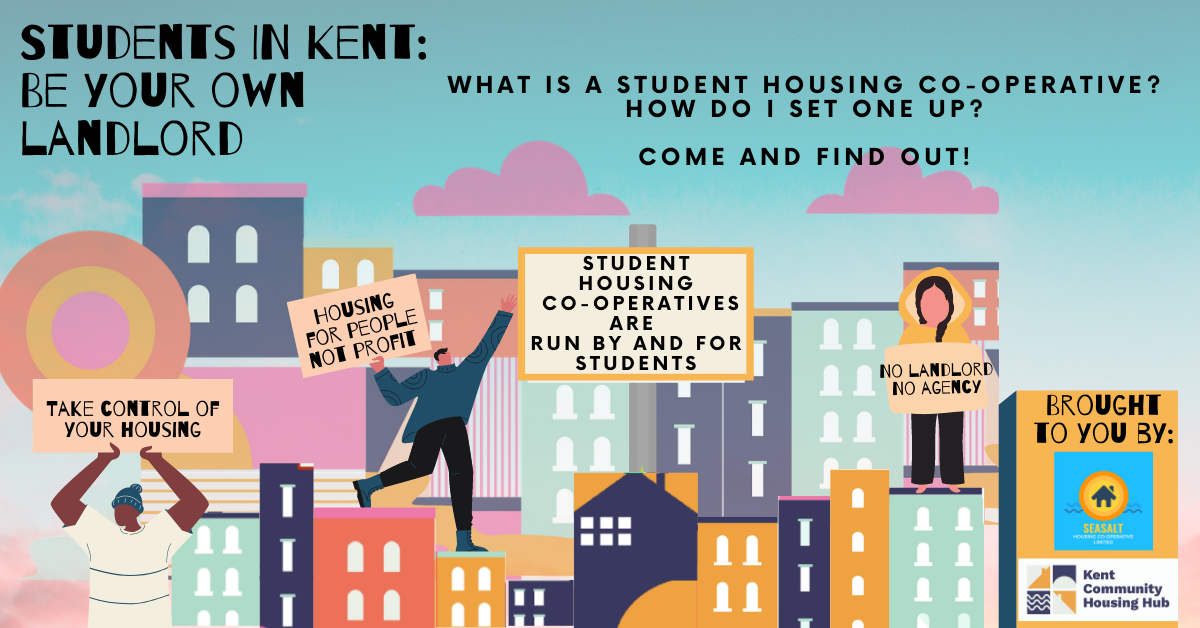 STUDENTS IN KENT:
BE YOUR OWN
LANDLORD
WHAT IS A STUDENT HOUSING CO-OPERATIVE?
HOW DO I SET ONE UP?
COME AND FIND OUT!
HOUSING
FOR PEOPLE
NOT PROFIT
STUDENT
HOUSING
CO-OPERATIVES
ARE
RUN BY AND FOR
STUDENTS
NO LANDLORD
NO AGENCY
TAKE CONTROL OF
YOUR HOUSING
BROUGHT
TO YOU BY:
SEASALT
HOUSING CO-OPERATIVE
LIMITED
Kent
Community
Housing Hub